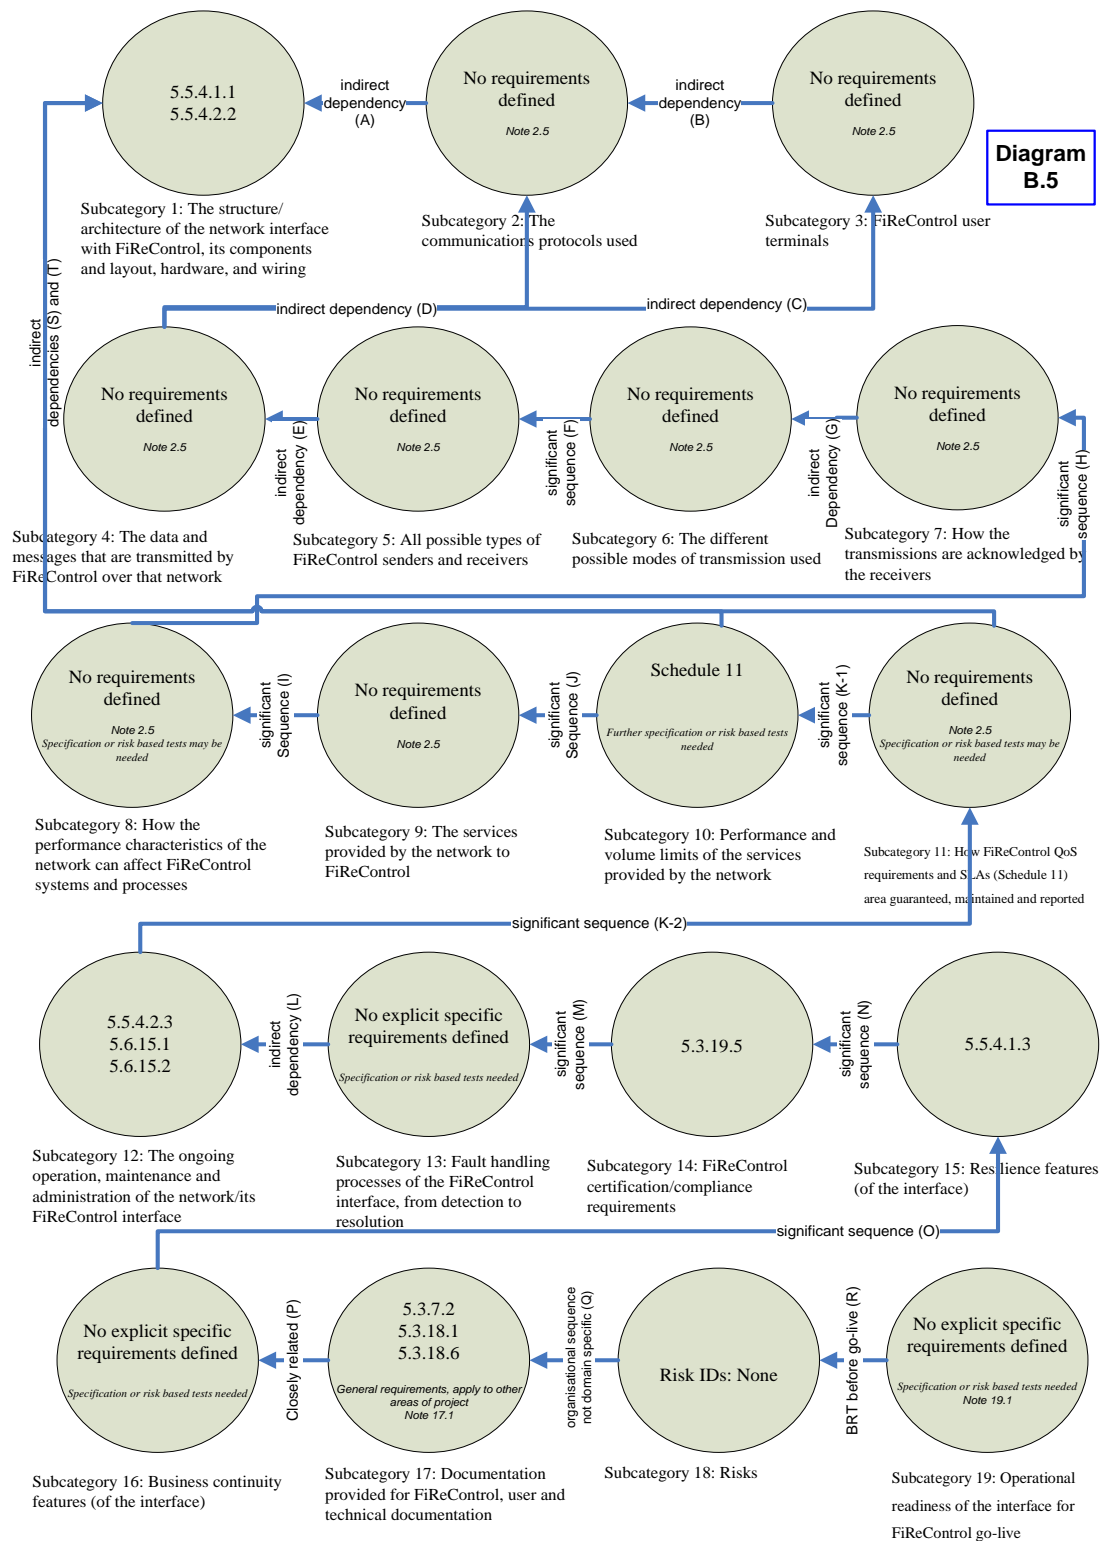 5.5.4.1.1
5.5.4.2.2
indirect
dependency
(A)
No requirements
defined
Note 2.5
indirect
dependency
(B)
No requirements
defined
Note 2.5
Diagram
B.5
Subcategory 1: The structure/
architecture of the network interface
with FiReControl, its components
and layout, hardware, and wiring
Subcategory 2: The
communications protocols used
Subcategory 3: FiReControl user
terminals
indirect
dependencies (S) and (T)
indirect dependency (D)
indirect dependency (C)
No requirements
defined
Note 2.5
indirect
dependency (E)
No requirements
defined
Note 2.5
significant
sequence (F)
No requirements
defined
Note 2.5
indirect
Dependency (G)
No requirements
defined
Note 2.5
significant
sequence (H)
Subcategory 4: The data and
messages that are transmitted by
FiReControl over that network
Subcategory 5: All possible types of
FiReControl senders and receivers
Subcategory 6: The different
possible modes of transmission used
Subcategory 7: How the
transmissions are acknowledged by
the receivers
No requirements
defined
Note 2.5
Specification or risk based tests may be
needed
significant
Sequence (I)
No requirements
defined
Note 2.5
significant
Sequence (J)
Schedule 11
Further specification or risk based tests
needed
significant
sequence (K-1)
No requirements
defined
Note 2.5
Specification or risk based tests may be
needed
Subcategory 8: How the
performance characteristics of the
network can affect FiReControl
systems and processes
Subcategory 9: The services
provided by the network to
FiReControl
Subcategory 10: Performance and
volume limits of the services
provided by the network
Subcategory 11: How FiReControl QoS
requirements and SLAs (Schedule 11)
area guaranteed, maintained and reported
significant sequence (K-2)
5.5.4.2.3
5.6.15.1
5.6.15.2
indirect
dependency (L)
No explicit specific
requirements defined
Specification or risk based tests needed
significant
sequence (M)
5.3.19.5
significant
sequence (N)
5.5.4.1.3
Subcategory 12: The ongoing
operation, maintenance and
administration of the network/its
FiReControl interface
Subcategory 13: Fault handling
processes of the FiReControl
interface, from detection to
resolution
Subcategory 14: FiReControl
certification/compliance
requirements
Subcategory 15: Resilience features
(of the interface)
significant sequence (O)
No explicit specific
requirements defined
Specification or risk based tests needed
Closely related (P)
5.3.7.2
5.3.18.1
5.3.18.6
General requirements, apply to other
areas of project
Note 17.1
organisational sequence
not domain specific (Q)
Risk IDs: None
BRT before go-live (R)
No explicit specific
requirements defined
Specification or risk based tests needed
Note 19.1
Subcategory 16: Business continuity
features (of the interface)
Subcategory 17: Documentation
provided for FiReControl, user and
technical documentation
Subcategory 18: Risks
Subcategory 19: Operational
readiness of the interface for
FiReControl go-live